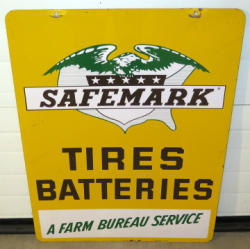 SAFEMARK
TIRES
BATTERIES
A FARM BUREAU SERVICE